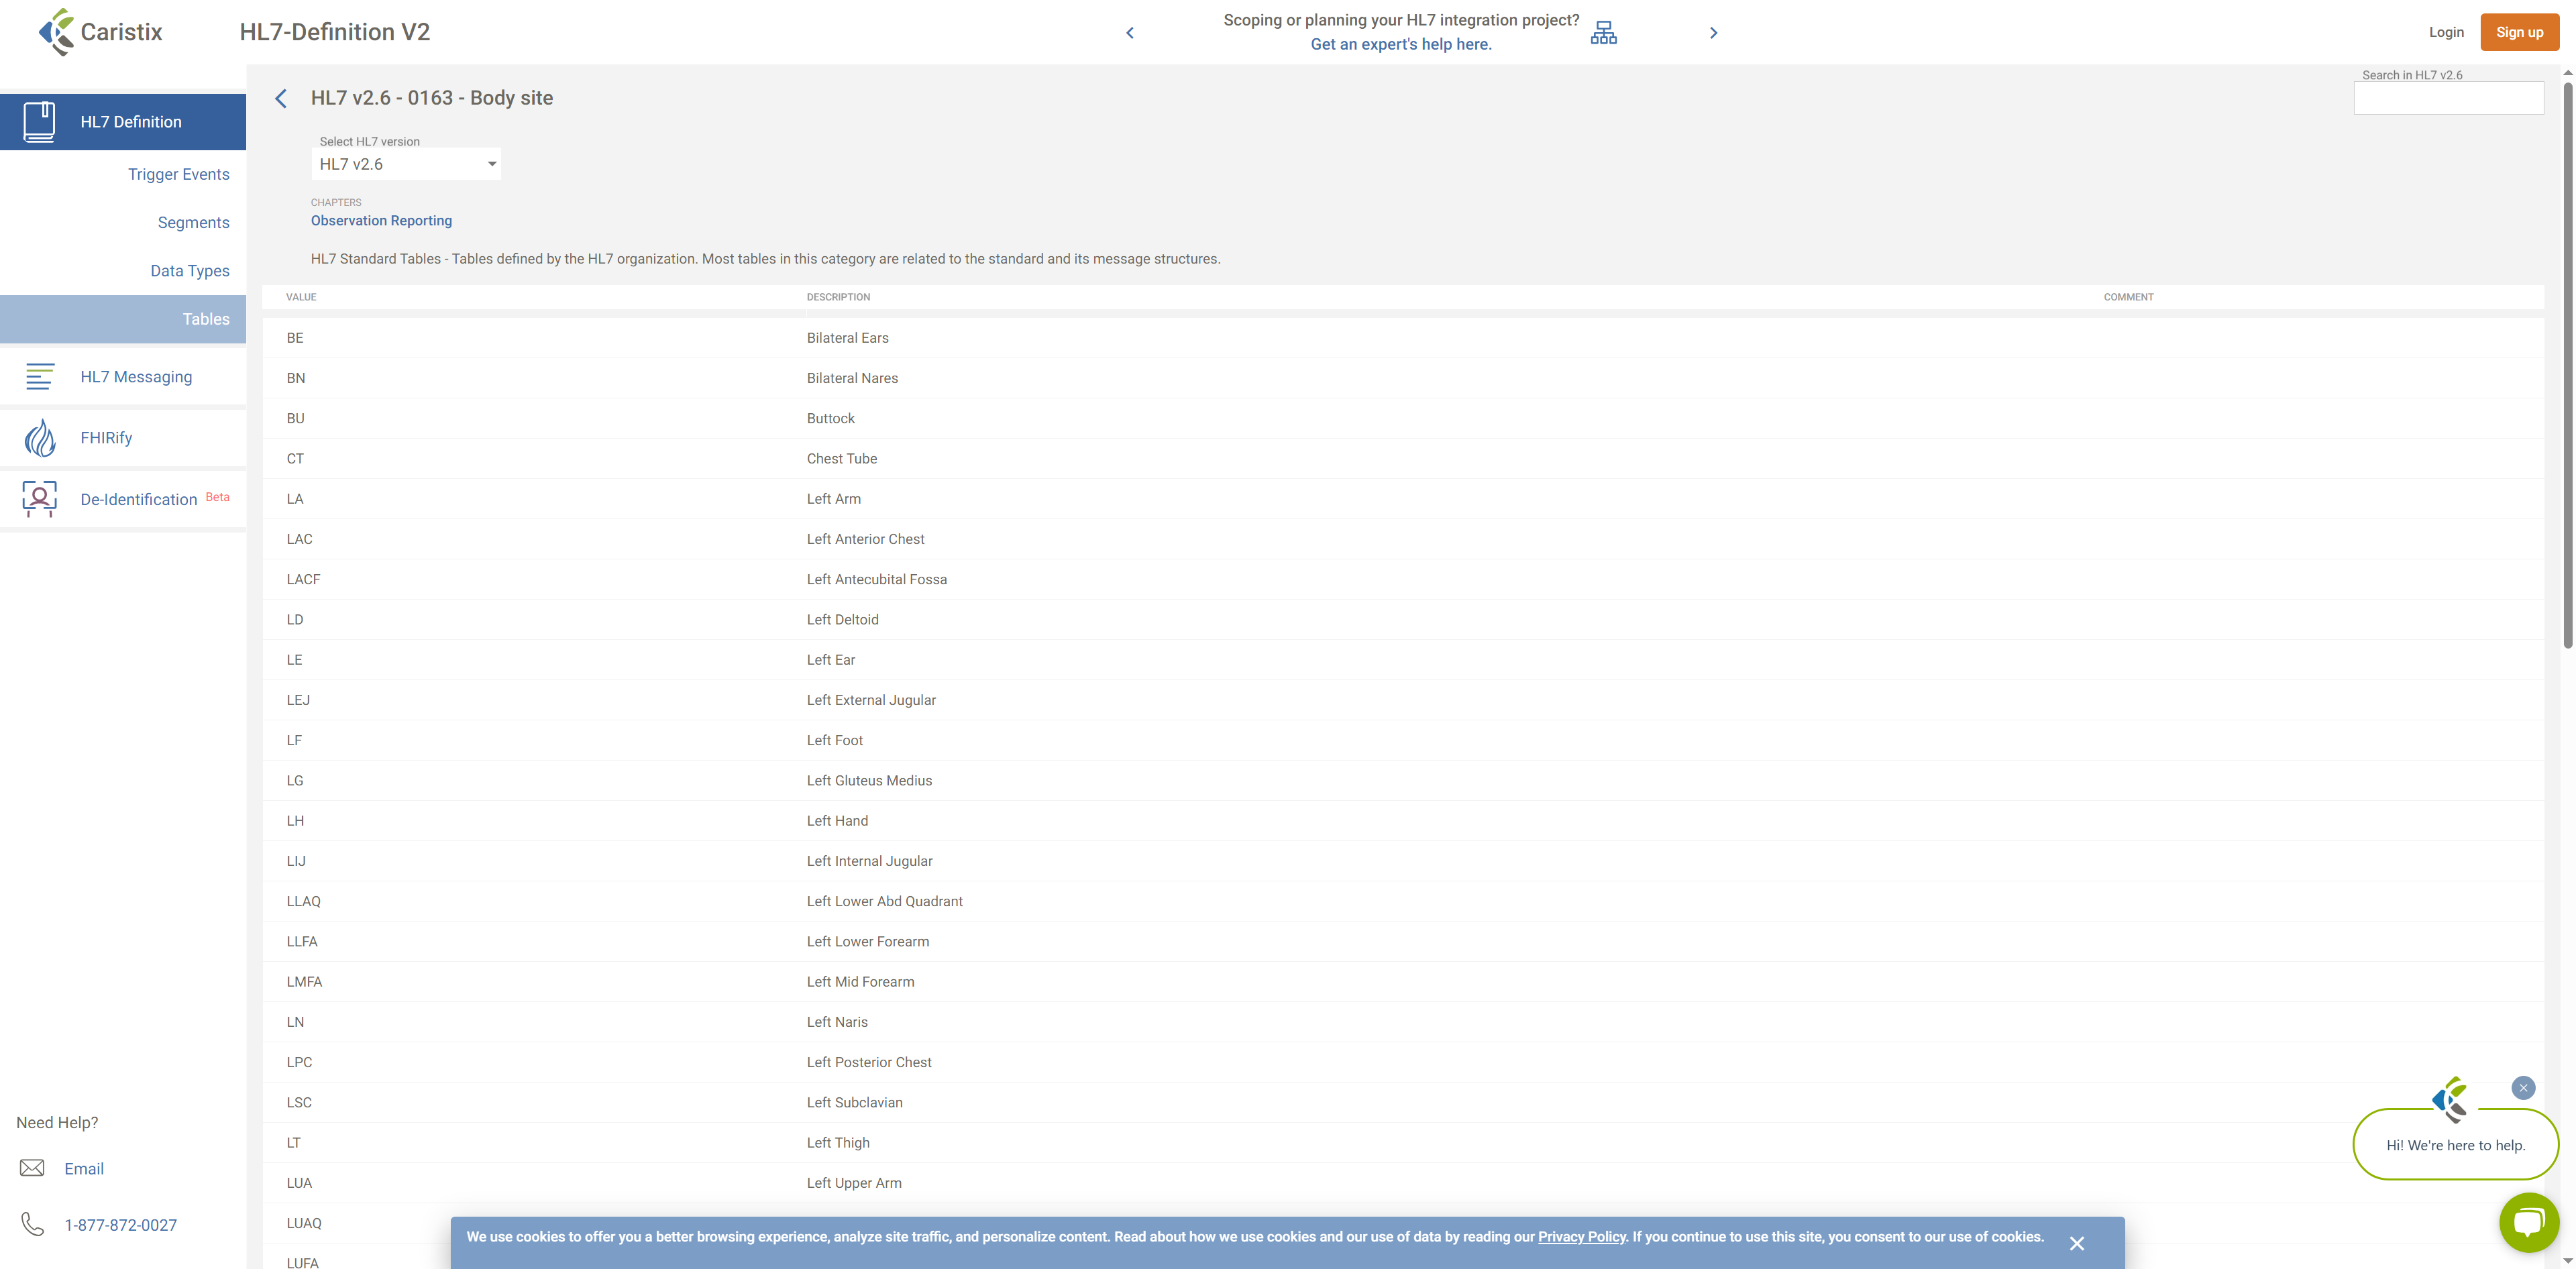 Caristix
HL7-Definition V2
Scoping or planning your HL7 integration project?
Get an expert's help here.
Login
Sign up
HL7 Definition
Trigger Events
Segments
Data Types
Tables
HL7 Messaging
FHIRify
De-Identification Beta
Need Help?
Email
1-877-872-0027
HL7 v2.6 - 0163 - Body site
Search in HL7 v2.6
Select HL7 version
HL7 v2.6
CHAPTERS
Observation Reporting
HL7 Standard Tables - Tables defined by the HL7 organization. Most tables in this category are related to the standard and its message structures.
VALUE DESCRIPTION COMMENT
BE Bilateral Ears
BN Bilateral Nares
BU Buttock
CT Chest Tube
LA Left Arm
LAC Left Anterior Chest
LACF Left Antecubital Fossa
LD Left Deltoid
LE Left Ear
LEJ Left External Jugular
LF Left Foot
LG Left Gluteus Medius
LH Left Hand
LIJ Left Internal Jugular
LLAQ Left Lower Abd Quadrant
LLFA Left Lower Forearm
LMFA Left Mid Forearm
LN Left Naris
LPC Left Posterior Chest
LSC Left Subclavian
LT Left Thigh
LUA Left Upper Arm
LUAQ
LUFA
Hi! We're here to help.
We use cookies to offer you a better browsing experience, analyze site traffic, and personalize content. Read about how we use cookies and our use of data by reading our Privacy Policy. If you continue to use this site, you consent to our use of cookies.